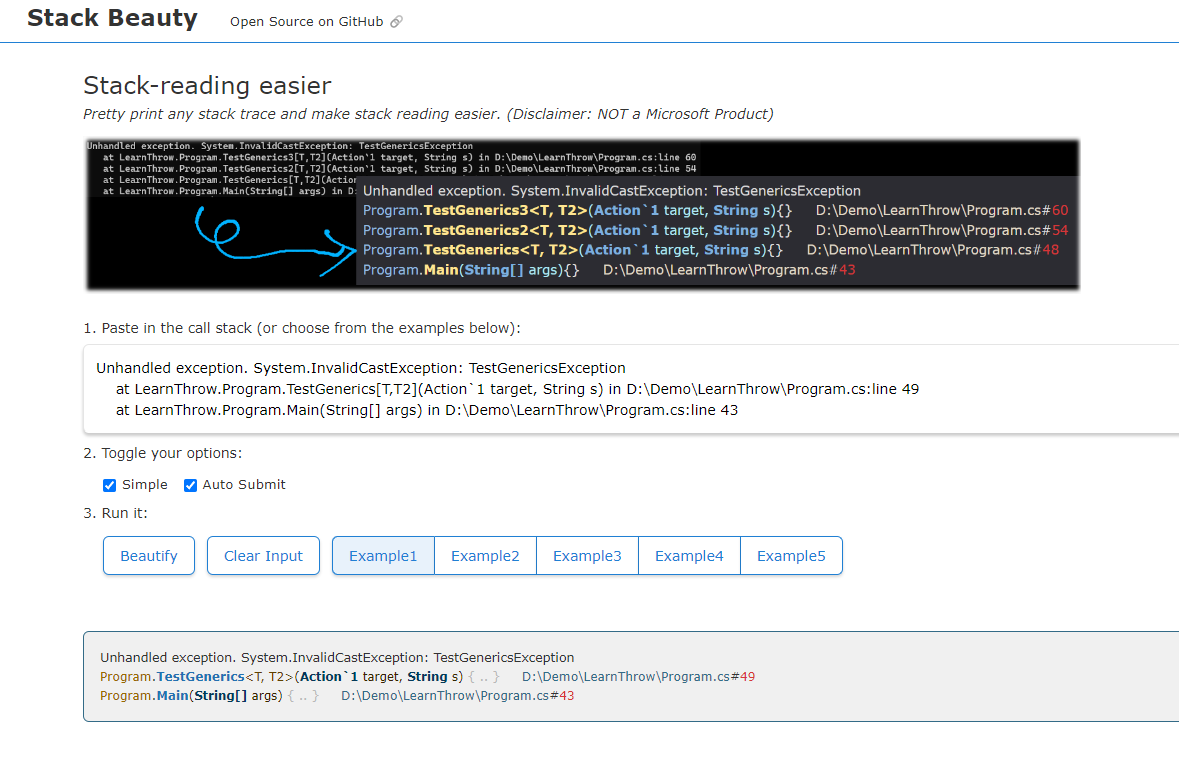 Stack Beauty
Open Source on GitHub
Stack-reading easier
Pretty print any stack trace and make stack reading easier. (Disclaimer: NOT a Microsoft Product)
Unhandled exception. System.InvalidCastException: TestGenericsException
at LearnThrow.Program.TestGenerics3[T,T2](Action`1 target, String s) in D:\Demo\LearnThrow\Program.cs:line 60
at LearnThrow.Program.TestGenerics2[T,T2](Action`1 target, String s) in D:\Demo\LearnThrow\Program.cs:line 54
at LearnThrow.Program.TestGenerics[T,T2](Action
at LearnThrow.Program.Main(String[] args) in D:
Unhandled exception. System.InvalidCastException: TestGenericsException
Program.TestGenerics3<T, T2>(Action`1 target, String s){} D:\Demo\LearnThrow\Program.cs#60
Program.TestGenerics2<T, T2>(Action`1 target, String s){} D:\Demo\LearnThrow\Program.cs#54
Program.TestGenerics<T, T2>(Action`1 target, String s){} D:\Demo\LearnThrow\Program.cs#48
Program.Main(String[] args){} D:\Demo\LearnThrow\Program.cs#43
1. Paste in the call stack (or choose from the examples below):
Unhandled exception. System.InvalidCastException: TestGenericsException
at LearnThrow.Program.TestGenerics[T,T2](Action`1 target, String s) in D:\Demo\LearnThrow\Program.cs:line 49
at LearnThrow.Program.Main(String[] args) in D:\Demo\LearnThrow\Program.cs:line 43
2. Toggle your options:
Simple Auto Submit
3. Run it:
Beautify Clear Input Example1 Example2 Example3 Example4 Example5
Unhandled exception. System.InvalidCastException: TestGenericsException
Program.TestGenerics<T, T2>(Action`1 target, String s) { .. } D:\Demo\LearnThrow\Program.cs#49
Program.Main(String[] args) { .. } D:\Demo\LearnThrow\Program.cs#43